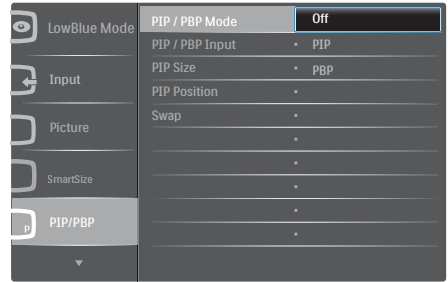 LowBlue Mode
Input
Picture
SmartSize
P
PIP/PBP
PIP / PBP Mode
Off
PIP / PBP Input
PIP
PIP Size
PBP
PIP Position
Swap